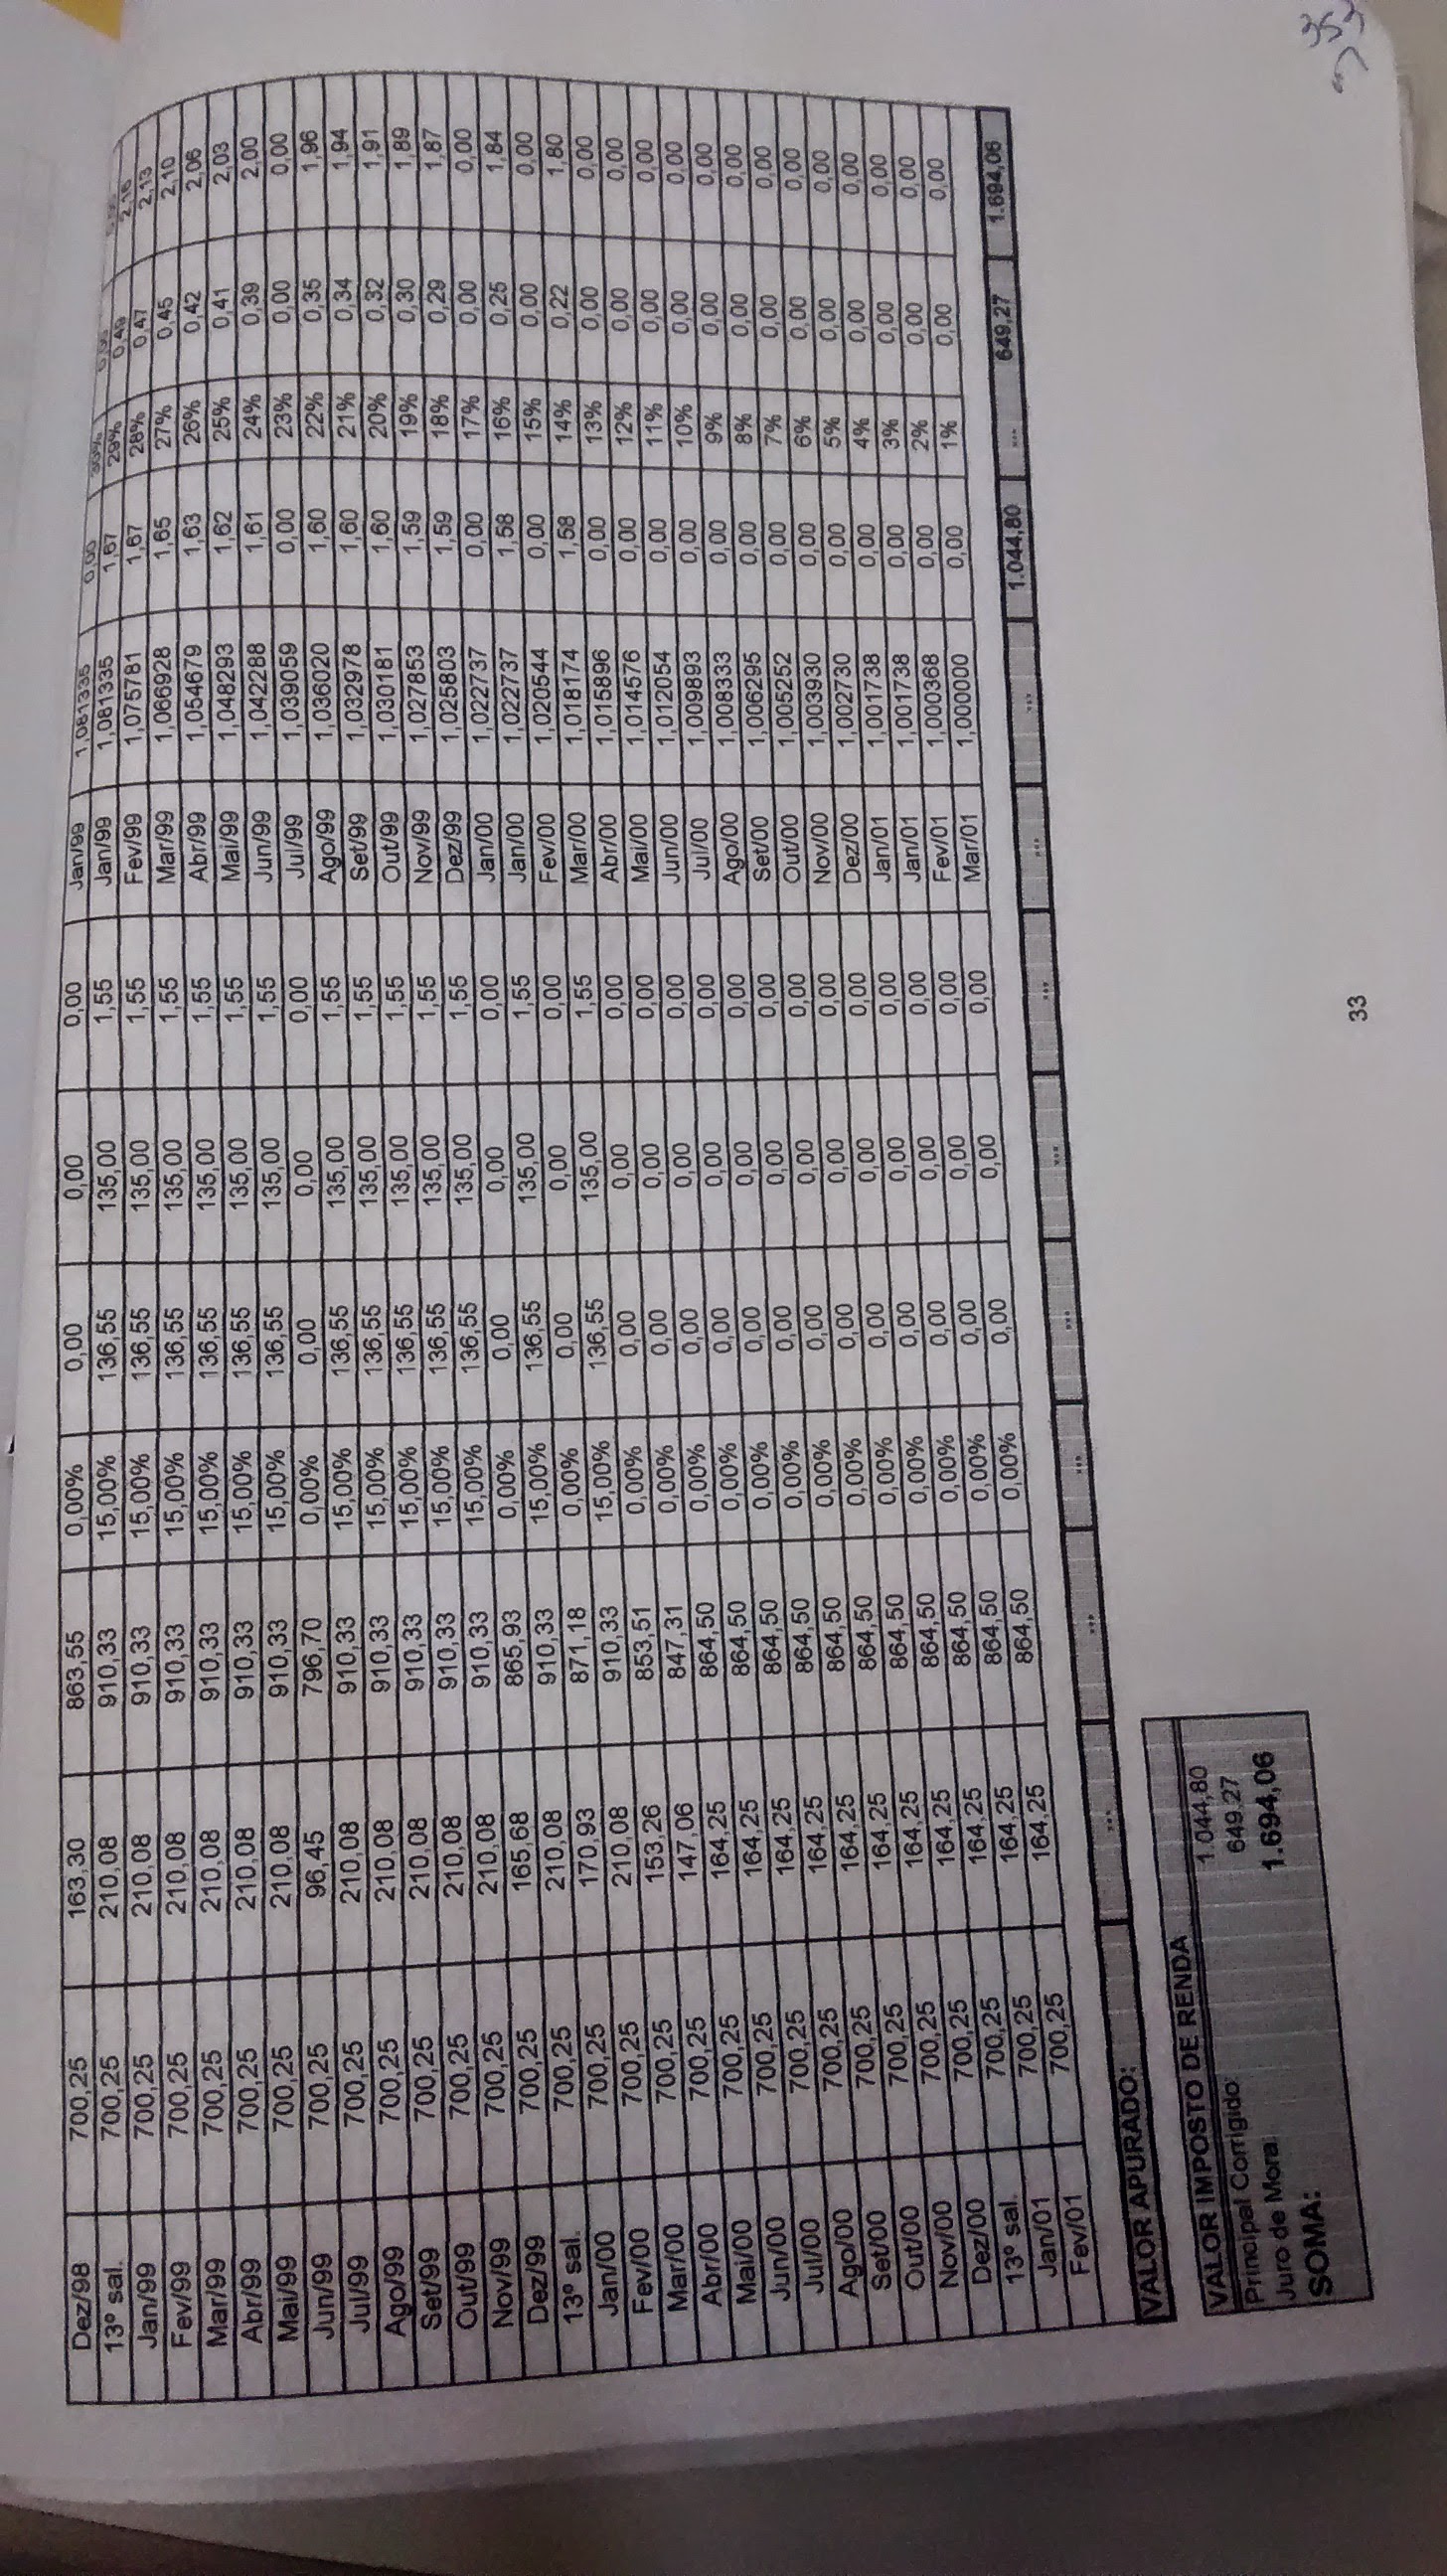 Dez/98 700,25 163,30 863,55 0,00% 0,00 0,00 0,00 Jan/99 1,081335 0,00 30%
13º sal. 700,25 210,08 910,33 15,00% 136,55 135,00 1,55 Jan/99 1,081335 1,67 29% 0,49 2,16
Jan/99 700,25 210,08 910,33 15,00% 136,55 135,00 1,55 Fev/99 1,075781 1,67 28% 0,47 2,13
Fev/99 700,25 210,08 910,33 15,00% 136,55 135,00 1,55 Mar/99 1,066928 1,65 27% 0,45 2,10
Mar/99 700,25 210,08 910,33 15,00% 136,55 135,00 1,55 Abr/99 1,054679 1,63 26% 0,42 2,06
Abr/99 700,25 210,08 910,33 15,00% 136,55 135,00 1,55 Mai/99 1,048293 1,62 25% 0,41 2,03
Mai/99 700,25 210,08 910,33 15,00% 136,55 135,00 1,55 Jun/99 1,042288 1,61 24% 0,39 2,00
Jun/99 700,25 96,45 796,70 0,00% 0,00 0,00 0,00 Jul/99 1,039059 0,00 23% 0,00 0,00
Jul/99 700,25 210,08 910,33 15,00% 136,55 135,00 1,55 Ago/99 1,036020 1,60 22% 0,35 1,96
Ago/99 700,25 210,08 910,33 15,00% 136,55 135,00 1,55 Set/99 1,032978 1,60 21% 0,34 1,94
Set/99 700,25 210,08 910,33 15,00% 136,55 135,00 1,55 Out/99 1,030181 1,60 20% 0,32 1,91
Out/99 700,25 210,08 910,33 15,00% 136,55 135,00 1,55 Nov/99 1,027853 1,59 19% 0,30 1,89
Nov/99 700,25 210,08 910,33 15,00% 136,55 135,00 1,55 Dez/99 1,025803 1,59 18% 0,29 1,87
Dez/99 700,25 165,68 865,93 0,00% 0,00 0,00 0,00 Jan/00 1,022737 0,00 17% 0,00 0,00
13º sal. 700,25 210,08 910,33 15,00% 136,55 135,00 1,55 Jan/00 1,022737 1,58 16% 0,25 1,84
Jan/00 700,25 170,93 871,18 0,00% 0,00 0,00 0,00 Fev/00 1,020544 0,00 15% 0,00 0,00
Fev/00 700,25 210,08 910,33 15,00% 136,55 135,00 1,55 Mar/00 1,018174 1,58 14% 0,22 1,80
Mar/00 700,25 153,26 853,51 0,00% 0,00 0,00 0,00 Abr/00 1,015896 0,00 13% 0,00 0,00
Abr/00 700,25 147,06 847,31 0,00% 0,00 0,00 0,00 Mai/00 1,014576 0,00 12% 0,00 0,00
Mai/00 700,25 164,25 864,50 0,00% 0,00 0,00 0,00 Jun/00 1,012054 0,00 11% 0,00 0,00
Jun/00 700,25 164,25 864,50 0,00% 0,00 0,00 0,00 Jul/00 1,009893 0,00 10% 0,00 0,00
Jul/00 700,25 164,25 864,50 0,00% 0,00 0,00 0,00 Ago/00 1,008333 0,00 9% 0,00 0,00
Ago/00 700,25 164,25 864,50 0,00% 0,00 0,00 0,00 Set/00 1,006295 0,00 8% 0,00 0,00
Set/00 700,25 164,25 864,50 0,00% 0,00 0,00 0,00 Out/00 1,005252 0,00 7% 0,00 0,00
Out/00 700,25 164,25 864,50 0,00% 0,00 0,00 0,00 Nov/00 1,003930 0,00 6% 0,00 0,00
Nov/00 700,25 164,25 864,50 0,00% 0,00 0,00 0,00 Dez/00 1,002730 0,00 5% 0,00 0,00
Dez/00 700,25 164,25 864,50 0,00% 0,00 0,00 0,00 Jan/01 1,001738 0,00 4% 0,00 0,00
13º sal. 700,25 164,25 864,50 0,00% 0,00 0,00 0,00 Jan/01 1,001738 0,00 3% 0,00 0,00
Jan/01 700,25 164,25 864,50 0,00% 0,00 0,00 0,00 Fev/01 1,000368 0,00 2% 0,00 0,00
Fev/01 700,25 164,25 864,50 0,00% 0,00 0,00 0,00 Mar/01 1,000000 0,00 1% 0,00 0,00
VALOR APURADO: ... ... ... ... ... ... ... ... 1.044,80 ... 649,27 1.694,06
VALOR IMPOSTO DE RENDA
Principal Corrigido: 1.044,80
Juro de Mora: 649,27
SOMA: 1.694,06
33
353